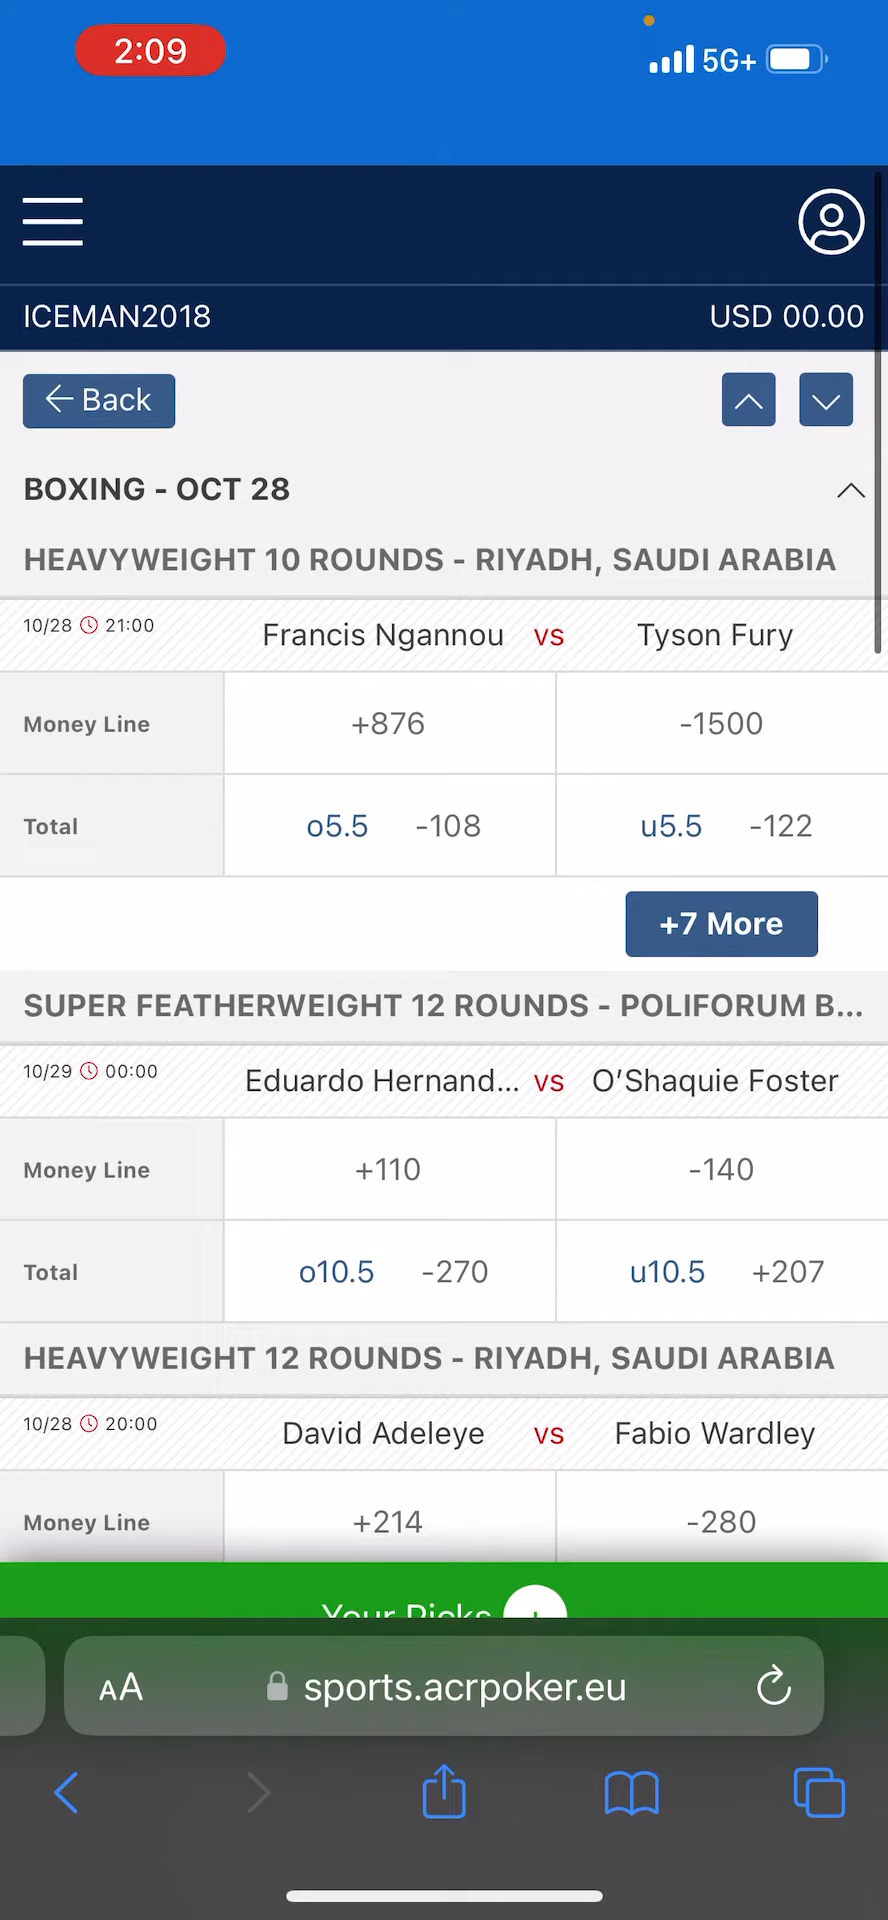 2:09
5G+
ICEMAN2018 USD 00.00
← Back
BOXING - OCT 28
HEAVYWEIGHT 10 ROUNDS - RIYADH, SAUDI ARABIA
10/28 21:00 Francis Ngannou vs Tyson Fury
Money Line +876 -1500
Total o5.5 -108 u5.5 -122
+7 More
SUPER FEATHERWEIGHT 12 ROUNDS - POLIFORUM B...
10/29 00:00 Eduardo Hernand... vs O'Shaquie Foster
Money Line +110 -140
Total o10.5 -270 u10.5 +207
HEAVYWEIGHT 12 ROUNDS - RIYADH, SAUDI ARABIA
10/28 20:00 David Adeleye vs Fabio Wardley
Money Line +214 -280
Your Picks
AA sports.acrpoker.eu